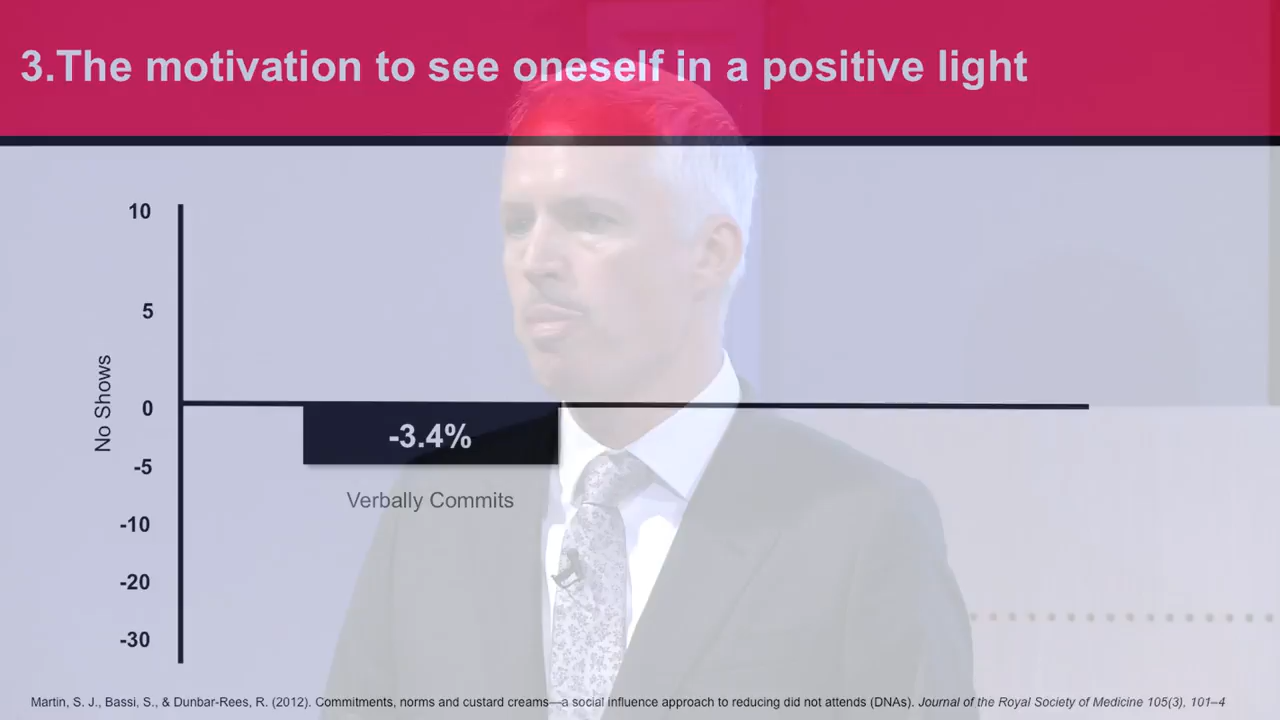 3.The motivation to see oneself in a positive light
10
5
0
-5
-10
-20
-30
No Shows
-3.4%
Verbally Commits
Martin, S. J., Bassi, S., & Dunbar-Rees, R. (2012). Commitments, norms and custard creams—a social influence approach to reducing did not attends (DNAs). Journal of the Royal Society of Medicine 105(3), 101–4